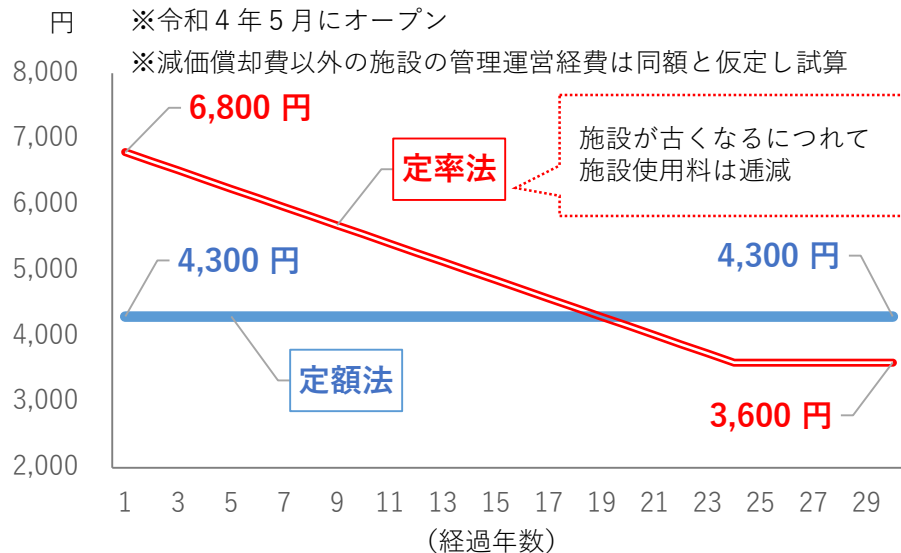 円
※令和４年５月にオープン
※減価償却費以外の施設の管理運営経費は同額と仮定し試算
8,000
7,000
6,000
5,000
4,000
3,000
2,000
6,800 円
定率法
施設が古くなるにつれて
施設使用料は逓減
4,300 円
4,300 円
定額法
3,600 円
1 3 5 7 9 11 13 15 17 19 21 23 25 27 29
（経過年数）